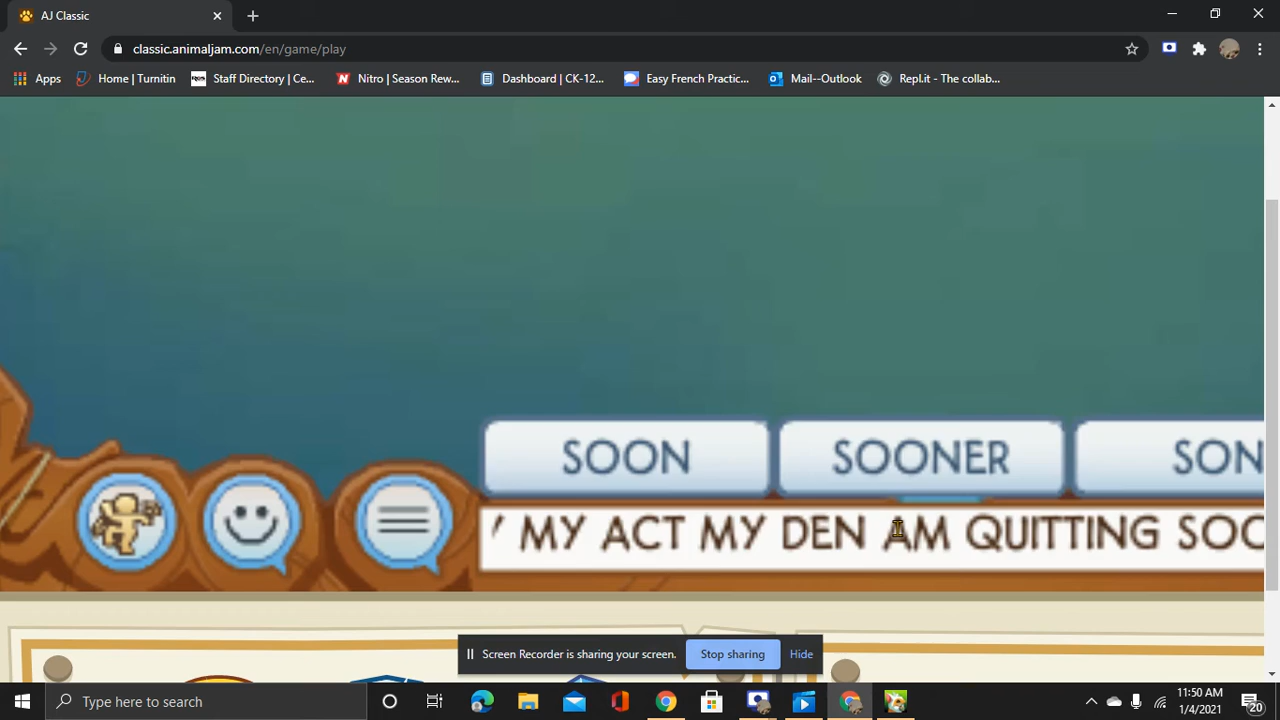 AJ Classic
classic.animaljam.com/en/game/play
Apps Home | Turnitin Staff Directory | Ce... Nitro | Season Rew... Dashboard | CK-12... Easy French Practic... Mail--Outlook Repl.it - The collab...
SOON SOONER SON
Y MY ACT MY DEN AM QUITTING SOO
Screen Recorder is sharing your screen. Stop sharing Hide
Type here to search
11:50 AM
1/4/2021
20